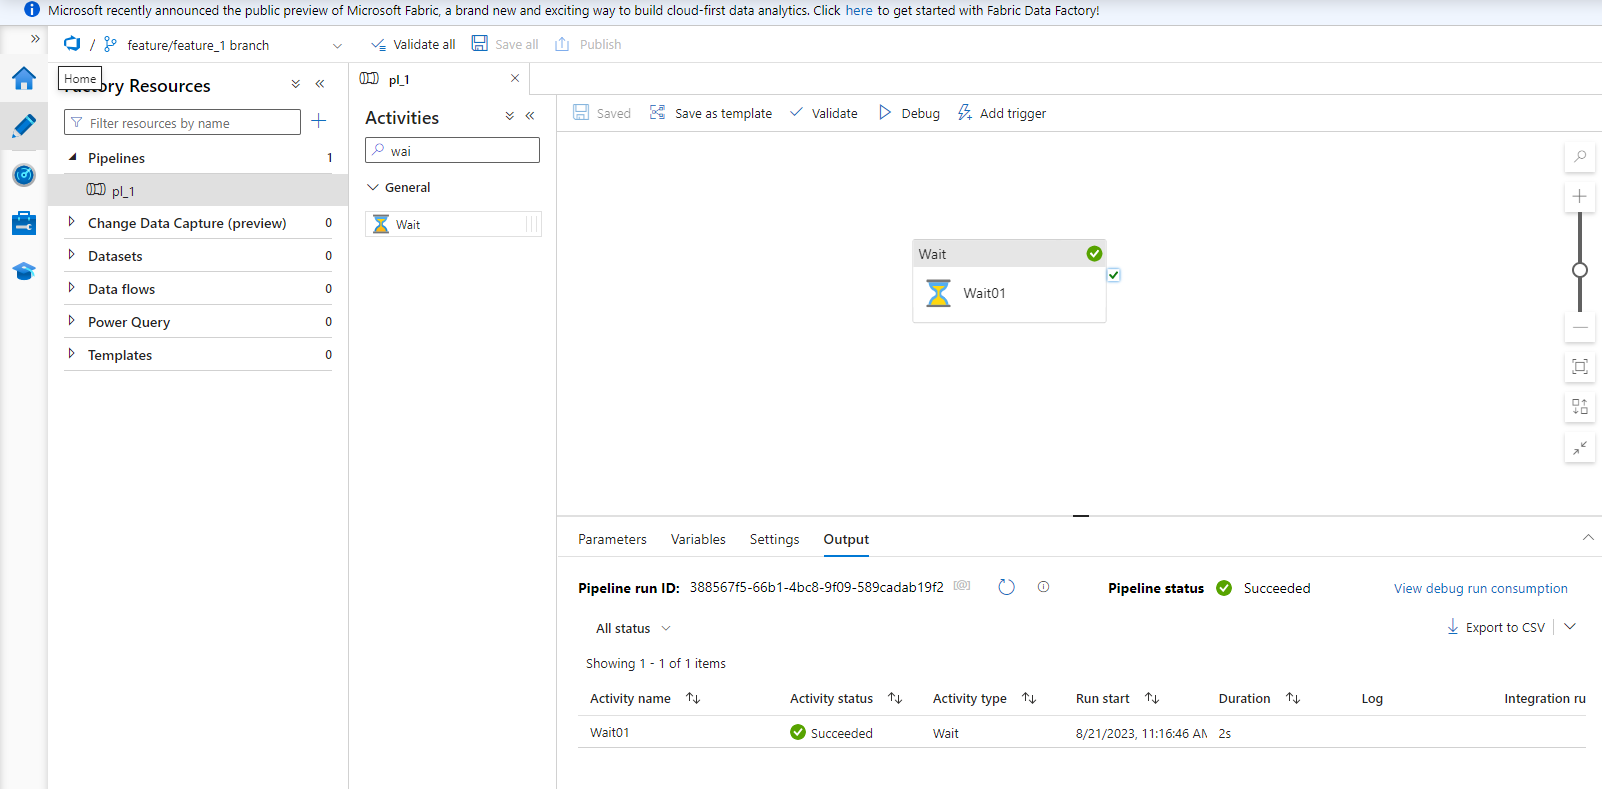 Microsoft recently announced the public preview of Microsoft Fabric, a brand new and exciting way to build cloud-first data analytics. Click here to get started with Fabric Data Factory!
/ feature/feature_1 branch
Validate all Save all Publish
Home
Factory Resources
Filter resources by name
Pipelines 1
pl_1
Change Data Capture (preview) 0
Datasets 0
Data flows 0
Power Query 0
Templates 0
pl_1
Activities
wai
General
Wait
Saved Save as template Validate Debug Add trigger
Wait
Wait01
Parameters Variables Settings Output
Pipeline run ID: 388567f5-66b1-4bc8-9f09-589cadab19f2 [@] Pipeline status Succeeded View debug run consumption
All status Export to CSV
Showing 1 - 1 of 1 items
Activity name Activity status Activity type Run start Duration Log Integration ru
Wait01 Succeeded Wait 8/21/2023, 11:16:46 AM 2s